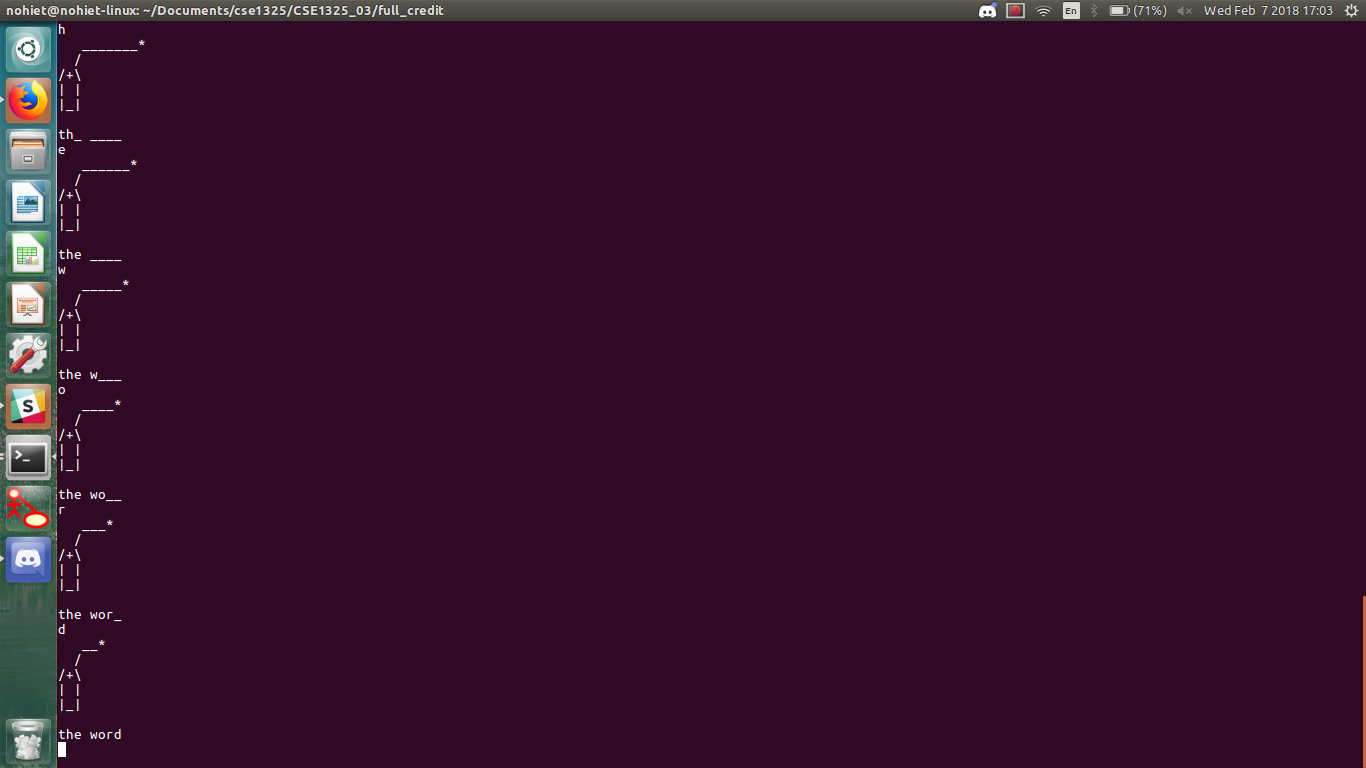 nohiet@nohiet-linux: ~/Documents/cse1325/CSE1325_03/full_credit En (71%) Wed Feb 7 2018 17:03
h
   _______*
  /
/+\
| |
|_|

th_ ____
e
   ______*
  /
/+\
| |
|_|

the ____
w
   _____*
  /
/+\
| |
|_|

the w___
o
   ____*
  /
/+\
| |
|_|

the wo__
r
   ___*
  /
/+\
| |
|_|

the wor_
d
   __*
  /
/+\
| |
|_|

the word
S
>_